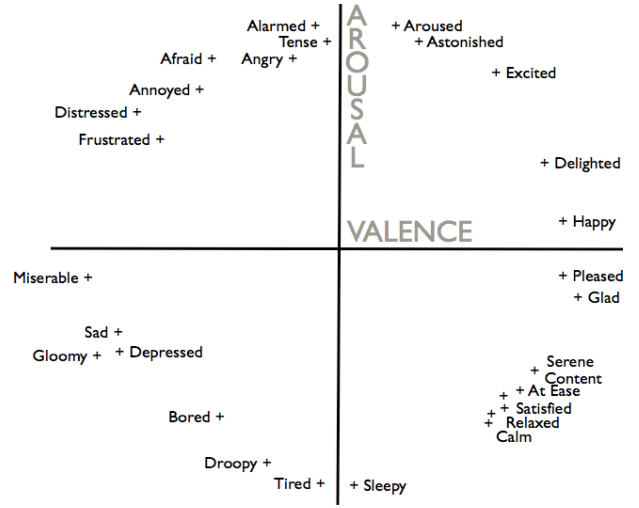 Alarmed
Aroused
AROUSAL
Tense
Astonished
Afraid
Angry
Excited
Annoyed
Distressed
Frustrated
Delighted
Happy
VALENCE
Miserable
Pleased
Glad
Sad
Gloomy
Depressed
Serene
Content
At Ease
Satisfied
Relaxed
Calm
Bored
Droopy
Tired
Sleepy